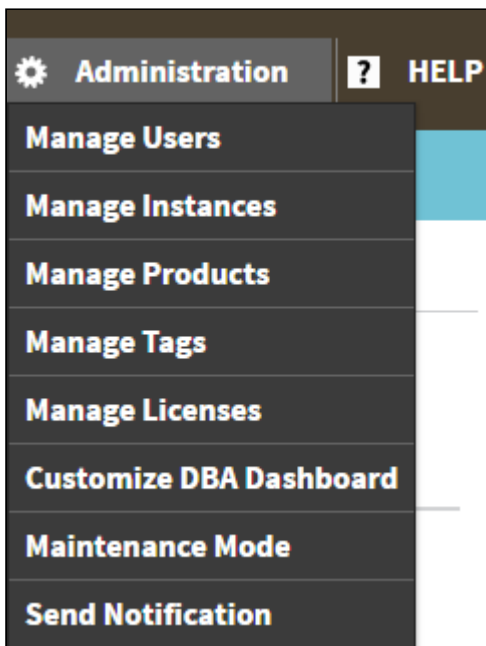 Administration ? HELP
Manage Users
Manage Instances
Manage Products
Manage Tags
Manage Licenses
Customize DBA Dashboard
Maintenance Mode
Send Notification